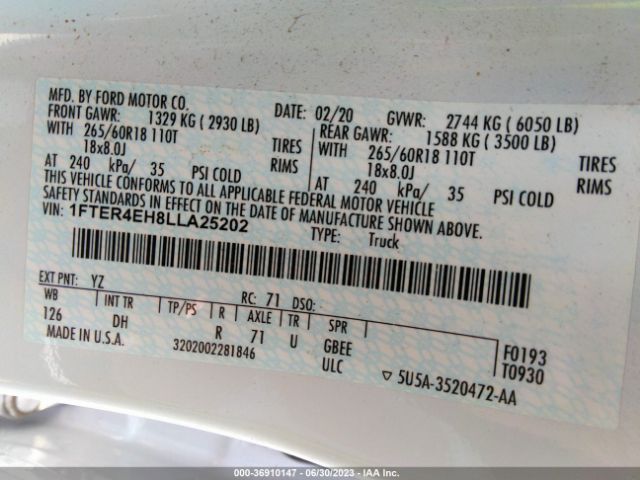 MFD. BY FORD MOTOR CO.
DATE: 02/20 GVWR: 2744 KG ( 6050 LB)
FRONT GAWR: 1329 KG ( 2930 LB) REAR GAWR: 1588 KG ( 3500 LB)
WITH 265/60R18 110T TIRES WITH 265/60R18 110T TIRES
18x8.0J RIMS 18x8.0J RIMS
AT 240 kPa/ 35 PSI COLD AT 240 kPa/ 35 PSI COLD
THIS VEHICLE CONFORMS TO ALL APPLICABLE FEDERAL MOTOR VEHICLE
SAFETY STANDARDS IN EFFECT ON THE DATE OF MANUFACTURE SHOWN ABOVE.
VIN: 1FTER4EH8LLA25202 TYPE: Truck
EXT PNT: YZ RC: 71 DSO:
WB INT TR TP/PS R AXLE TR SPR
126 DH R 71 U GBEE F0193
ULC T0930
MADE IN U.S.A. 3202002281846 ▽ 5U5A-3520472-AA
000-36910147 - 06/30/2023 - IAA Inc.